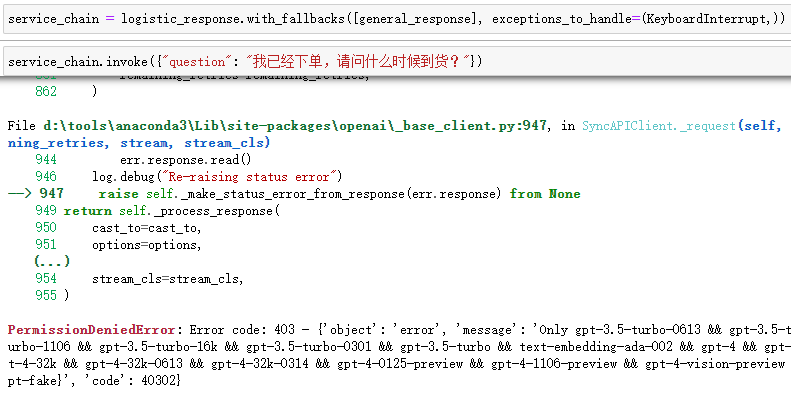 service_chain = logistic_response.with_fallbacks([general_response], exceptions_to_handle=(KeyboardInterrupt,))
service_chain.invoke({"question": "我已经下单，请问什么时候到货？"})
862     )
File d:\tools\anaconda3\Lib\site-packages\openai\_base_client.py:947, in SyncAPIClient._request(self,
ning_retries, stream, stream_cls)
944         err.response.read()
946     log.debug("Re-raising status error")
--> 947     raise self._make_status_error_from_response(err.response) from None
949 return self._process_response(
950     cast_to=cast_to,
951     options=options,
(...)
954     stream_cls=stream_cls,
955 )
PermissionDeniedError: Error code: 403 - {'object': 'error', 'message': 'Only gpt-3.5-turbo-0613 && gpt-3.5-t
urbo-1106 && gpt-3.5-turbo-16k && gpt-3.5-turbo-0301 && gpt-3.5-turbo && text-embedding-ada-002 && gpt-4 && gpt-
t-4-32k && gpt-4-32k-0613 && gpt-4-32k-0314 && gpt-4-0125-preview && gpt-4-1106-preview && gpt-4-vision-preview
pt-fake}', 'code': 40302}